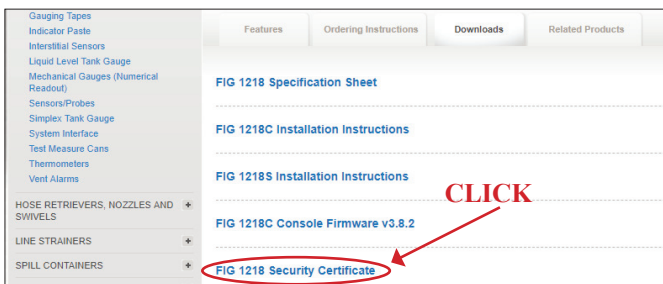 Gauging Tapes
Indicator Paste
Interstitial Sensors
Liquid Level Tank Gauge
Mechanical Gauges (Numerical
Readout)
Sensors/Probes
Simplex Tank Gauge
System Interface
Test Measure Cans
Thermometers
Vent Alarms
HOSE RETRIEVERS, NOZZLES AND +
SWIVELS
LINE STRAINERS +
SPILL CONTAINERS +
Features Ordering Instructions Downloads Related Products
FIG 1218 Specification Sheet
FIG 1218C Installation Instructions
FIG 1218S Installation Instructions
CLICK
FIG 1218C Console Firmware v3.8.2
FIG 1218 Security Certificate